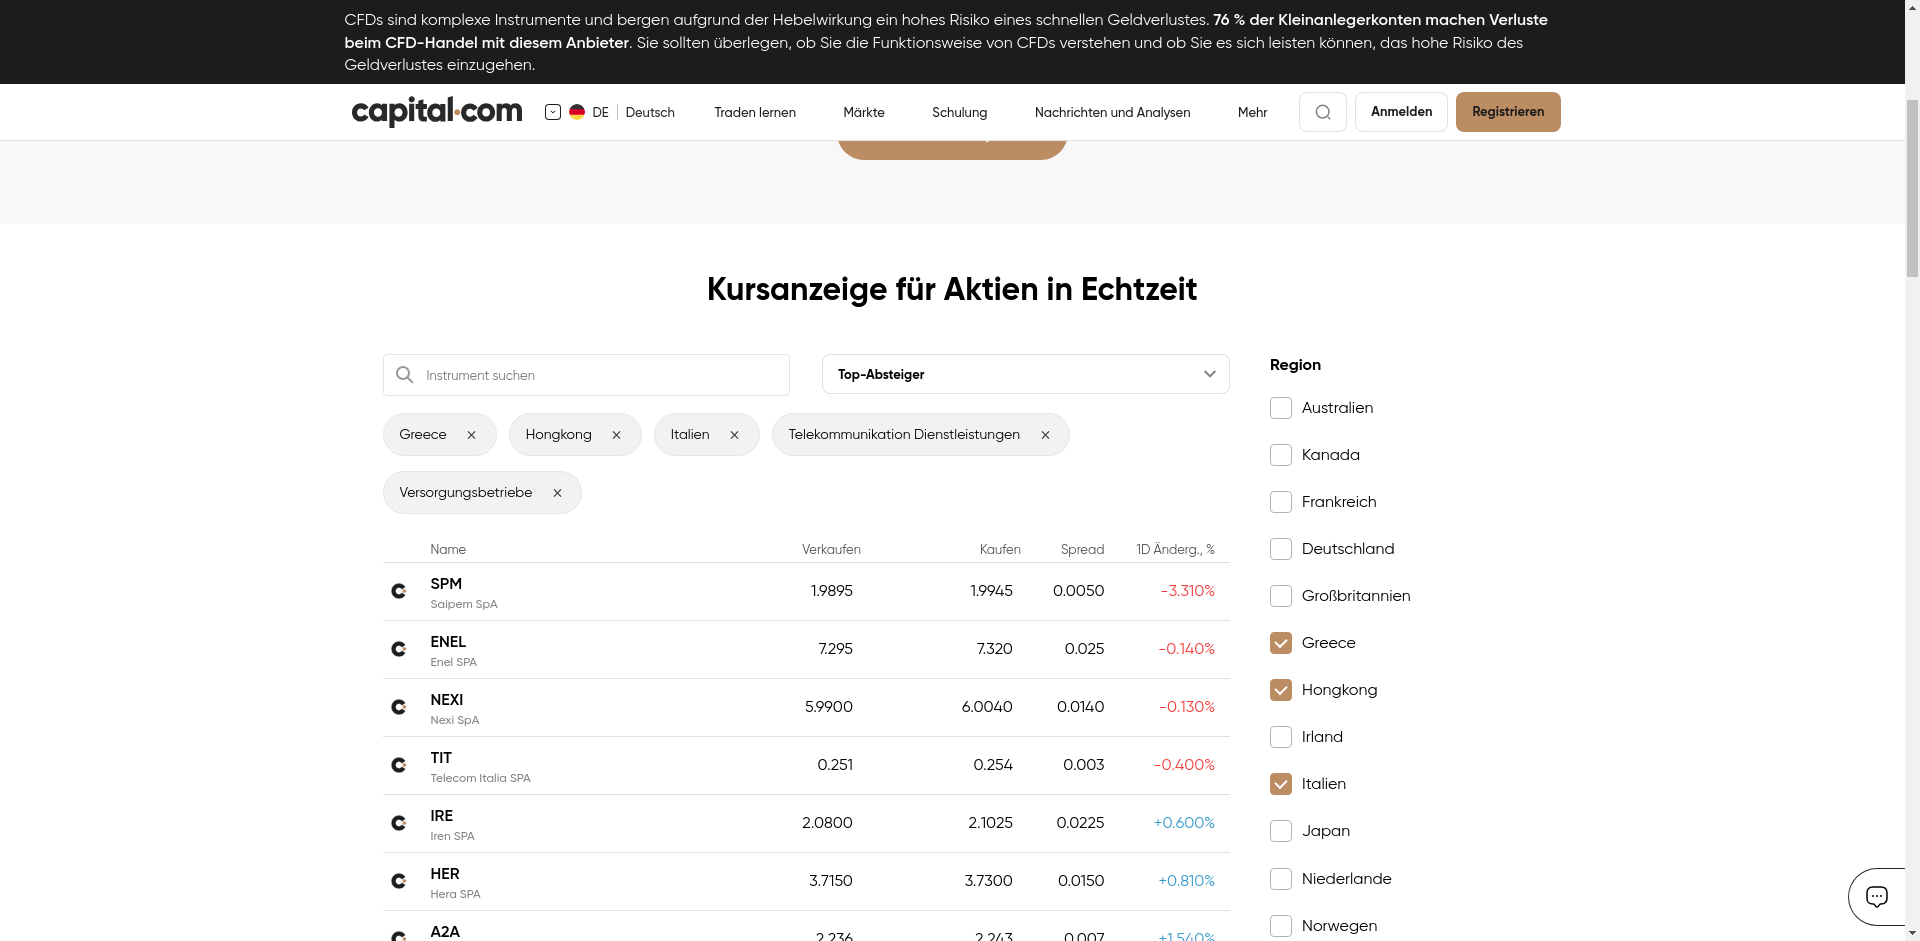 CFDs sind komplexe Instrumente und bergen aufgrund der Hebelwirkung ein hohes Risiko eines schnellen Geldverlustes. 76 % der Kleinanlegerkonten machen Verluste
beim CFD-Handel mit diesem Anbieter. Sie sollten überlegen, ob Sie die Funktionsweise von CFDs verstehen und ob Sie es sich leisten können, das hohe Risiko des
Geldverlustes einzugehen.
capital.com DE Deutsch Traden lernen Märkte Schulung Nachrichten und Analysen Mehr Anmelden Registrieren
Kursanzeige für Aktien in Echtzeit
Instrument suchen
Top-Absteiger
Greece
Hongkong
Italien
Telekommunikation Dienstleistungen
Versorgungsbetriebe
Name Verkaufen Kaufen Spread 1D Änderg., %
SPM
Saipem SpA
1.9895 1.9945 0.0050 -3.310%
ENEL
Enel SPA
7.295 7.320 0.025 -0.140%
NEXI
Nexi SpA
5.9900 6.0040 0.0140 -0.130%
TIT
Telecom Italia SPA
0.251 0.254 0.003 -0.400%
IRE
Iren SPA
2.0800 2.1025 0.0225 +0.600%
HER
Hera SPA
3.7150 3.7300 0.0150 +0.810%
A2A
2.236 2.243 0.007 +1.540%
Region
Australien
Kanada
Frankreich
Deutschland
Großbritannien
Greece
Hongkong
Irland
Italien
Japan
Niederlande
Norwegen